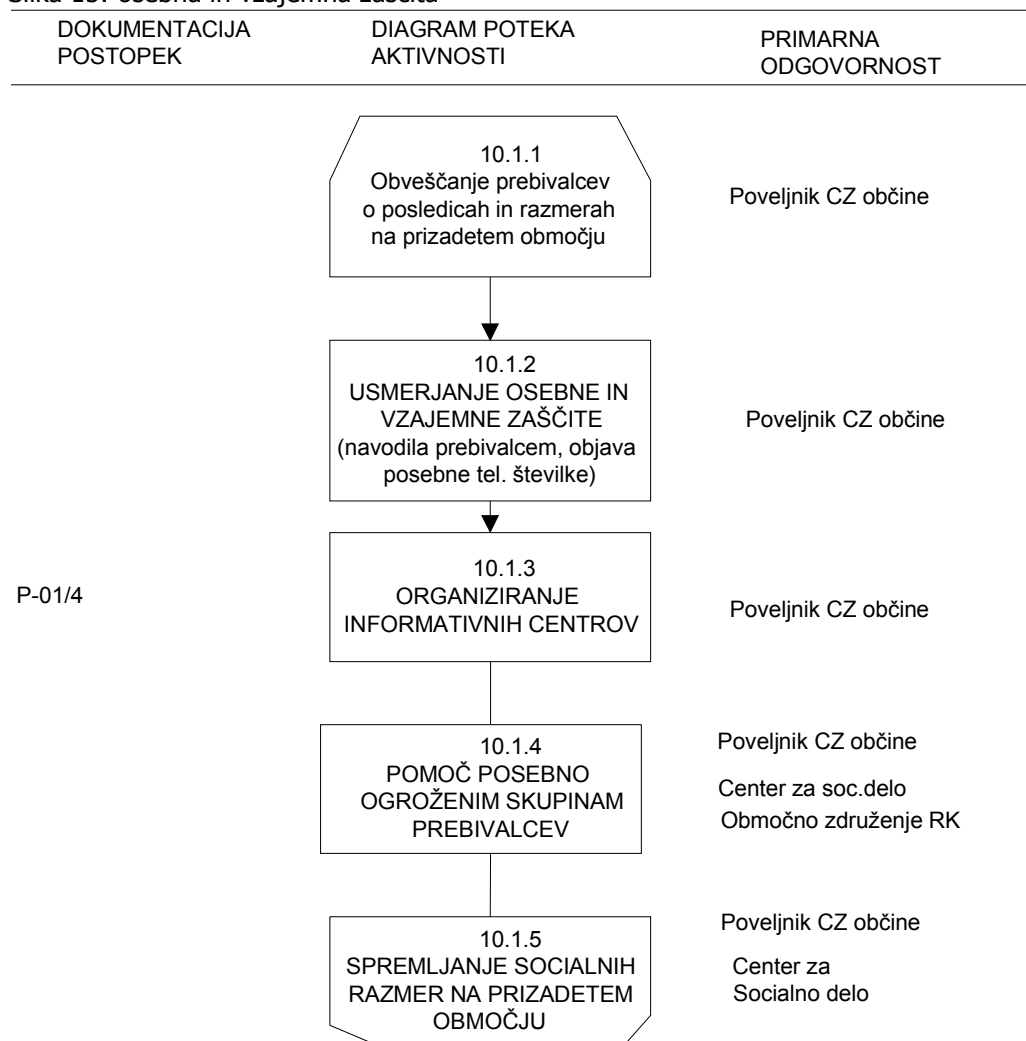 DOKUMENTACIJA
POSTOPEK
DIAGRAM POTEKA
AKTIVNOSTI
PRIMARNA
ODGOVORNOST
10.1.1
Obveščanje prebivalcev
o posledicah in razmerah
na prizadetem območju
Poveljnik CZ občine
10.1.2
USMERJANJE OSEBNE IN
VZAJEMNE ZAŠČITE
(navodila prebivalcem, objava
posebne tel. številke)
Poveljnik CZ občine
P-01/4
10.1.3
ORGANIZIRANJE
INFORMATIVNIH CENTROV
Poveljnik CZ občine
10.1.4
POMOČ POSEBNO
OGROŽENIM SKUPINAM
PREBIVALCEV
Poveljnik CZ občine
Center za soc.delo
Območno združenje RK
10.1.5
SPREMLJANJE SOCIALNIH
RAZMER NA PRIZADETEM
OBMOČJU
Poveljnik CZ občine
Center za
Socialno delo